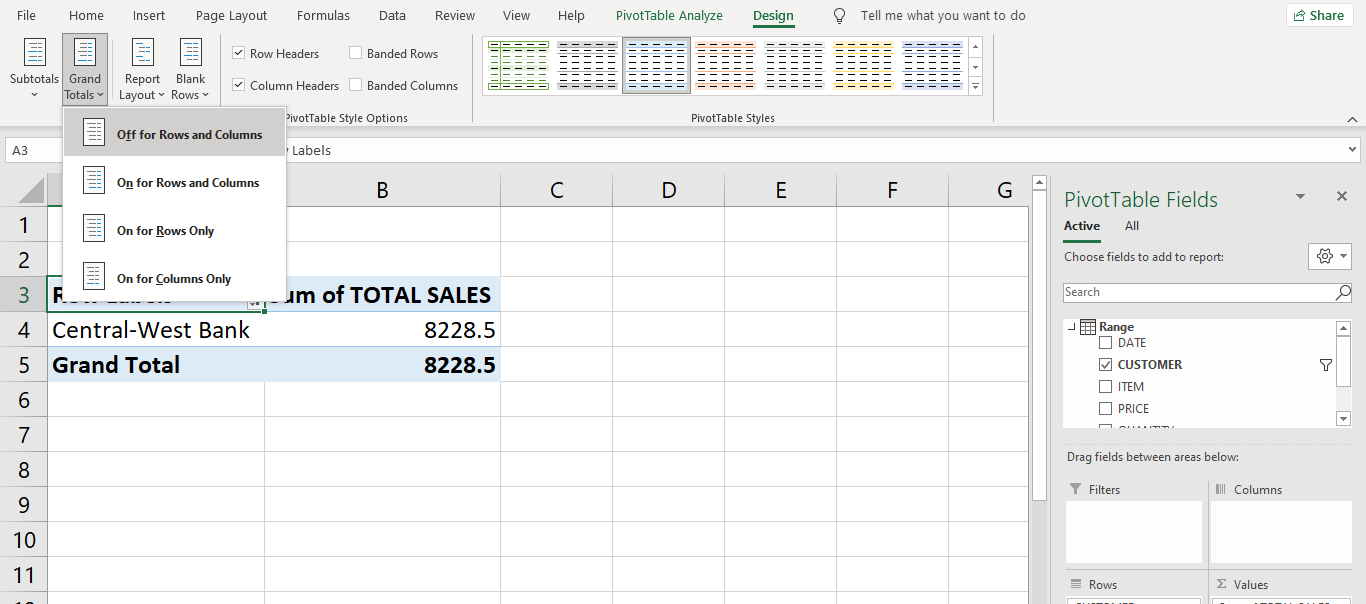 File Home Insert Page Layout Formulas Data Review View Help PivotTable Analyze Design Tell me what you want to do Share
Subtotals
Grand Totals
Report Layout
Blank Rows
Row Headers
Banded Rows
Column Headers
Banded Columns
PivotTable Style Options
PivotTable Styles
Off for Rows and Columns
On for Rows and Columns
On for Rows Only
On for Columns Only
A3
Labels
B C D E F G
1
2
3 Sum of TOTAL SALES
4 Central-West Bank 8228.5
5 Grand Total 8228.5
6
7
8
9
10
11
PivotTable Fields
Active All
Choose fields to add to report:
Search
Range
DATE
CUSTOMER
ITEM
PRICE
Drag fields between areas below:
Filters
Columns
Rows
Values